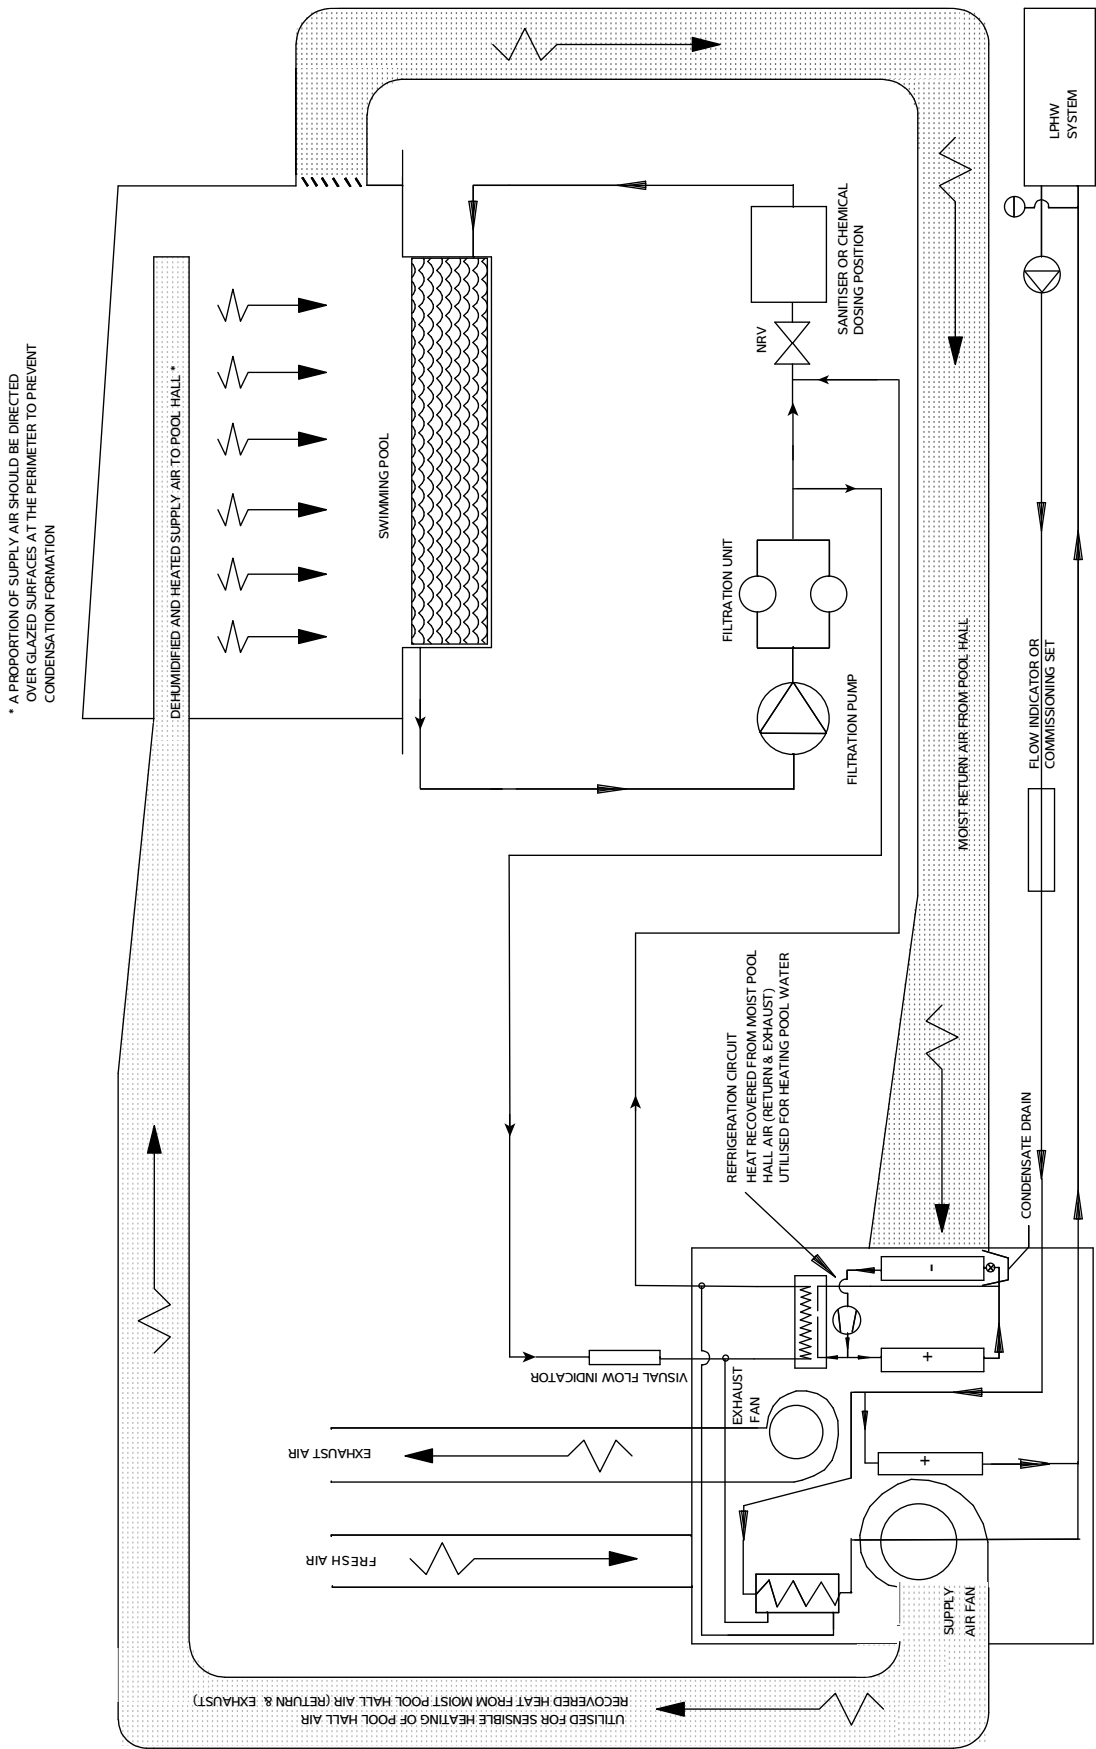 * A PROPORTION OF SUPPLY AIR SHOULD BE DIRECTED
OVER GLAZED SURFACES AT THE PERIMETER TO PREVENT
CONDENSATION FORMATION
DEHUMIDIFIED AND HEATED SUPPLY AIR TO POOL HALL *
SWIMMING POOL
LPHW
SYSTEM
SANITISER OR CHEMICAL
DOSING POSITION
NRV
FILTRATION UNIT
FILTRATION PUMP
MOIST RETURN AIR FROM POOL HALL
FLOW INDICATOR OR
COMMISSIONING SET
REFRIGERATION CIRCUIT
HEAT RECOVERED FROM MOIST POOL
HALL AIR (RETURN & EXHAUST)
UTILISED FOR HEATING POOL WATER
CONDENSATE DRAIN
VISUAL FLOW INDICATOR
EXHAUST
FAN
EXHAUST AIR
FRESH AIR
SUPPLY
AIR FAN
-
+
+
RECOVERED HEAT FROM MOIST POOL HALL AIR (RETURN & EXHAUST)
UTILISED FOR SENSIBLE HEATING OF POOL HALL AIR